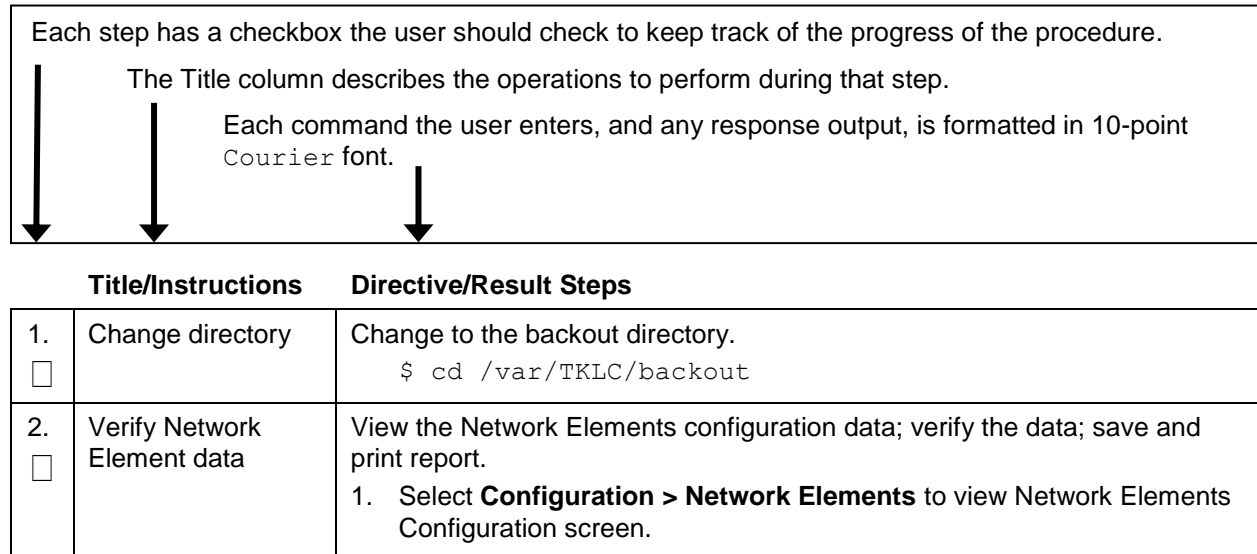 Each step has a checkbox the user should check to keep track of the progress of the procedure.
The Title column describes the operations to perform during that step.
Each command the user enters, and any response output, is formatted in 10-point
Courier font.
Title/Instructions Directive/Result Steps
1. Change directory Change to the backout directory.
☐ $ cd /var/TKLC/backout
2. Verify Network View the Network Elements configuration data; verify the data; save and
☐ Element data print report.
1. Select Configuration > Network Elements to view Network Elements
Configuration screen.